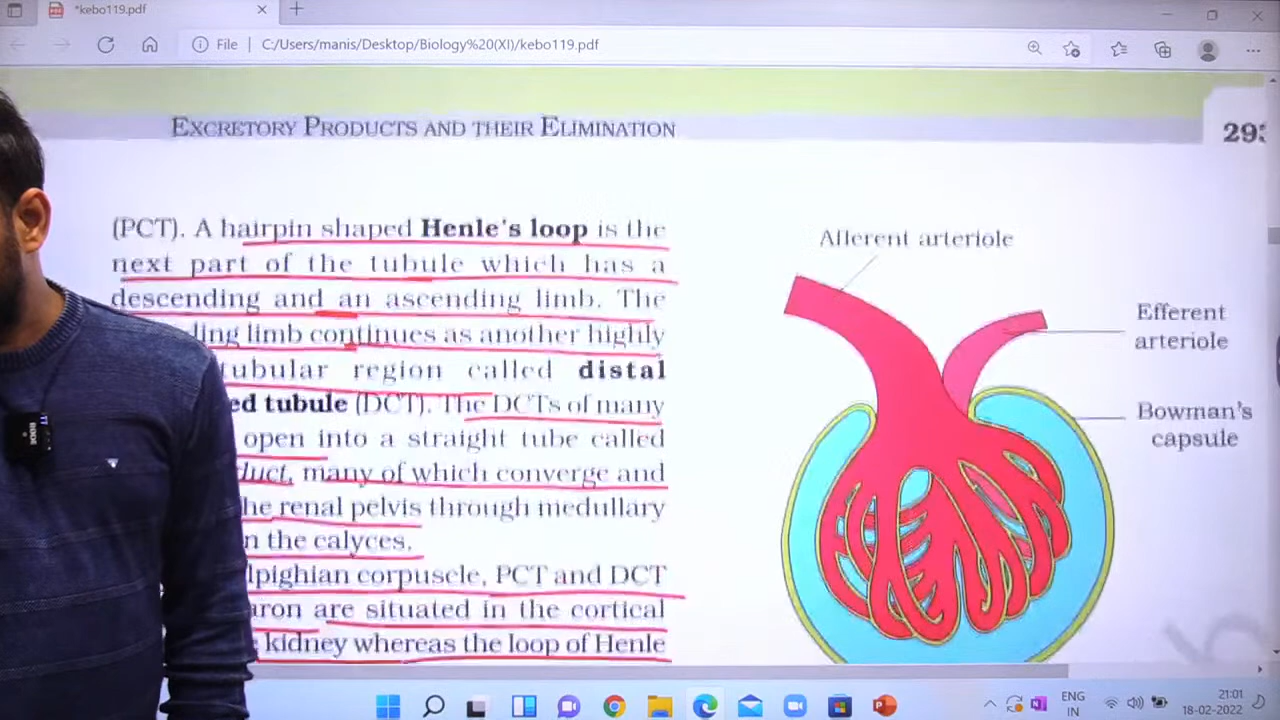 *kebo119.pdf
File
C:/Users/manis/Desktop/Biology%20(XI)/kebo119.pdf
EXCRETORY PRODUCTS AND THEIR ELIMINATION
29
(PCT). A hairpin shaped Henle's loop is the
next part of the tubule which has a
descending and an ascending limb. The
ling limb continues as another highly
tubular region called distal
ed tubule (DCT). The DCTs of many
open into a straight tube called
duct, many of which converge and
he renal pelvis through medullary
n the calyces.
lpighian corpuscle, PCT and DCT
are situated in the cortical
kidney whereas the loop of Henle
Afferent arteriole
Efferent
arteriole
Bowman's
capsule
ENG
IN
21:01
18-02-2022